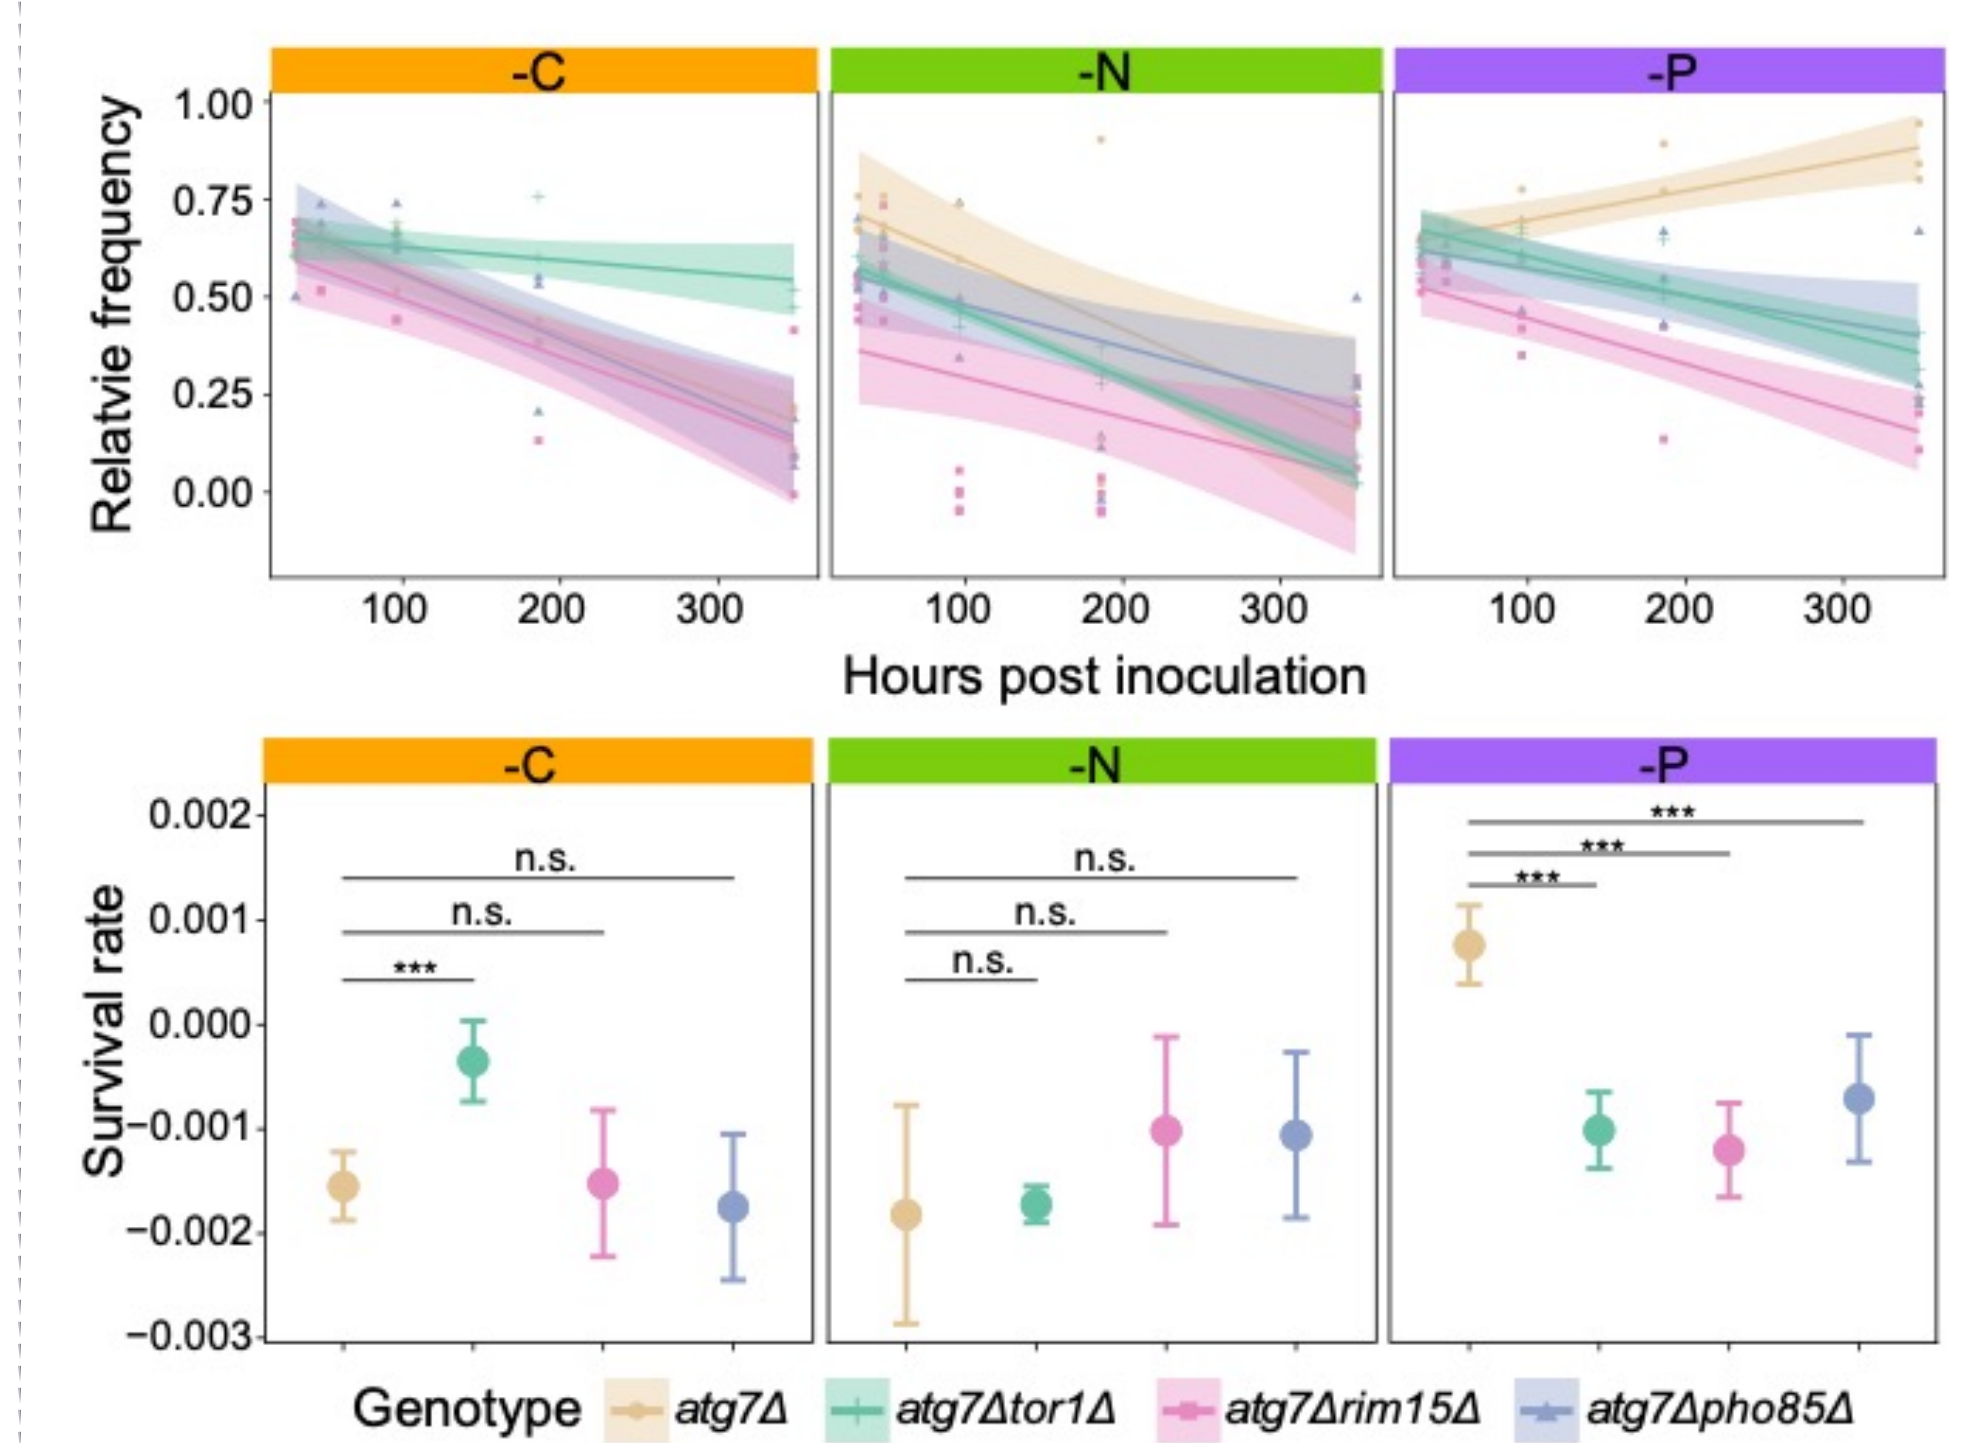 -C -N -P
1.00
0.75
0.50
0.25
0.00
Relatvie frequency
100 200 300 100 200 300 100 200 300
Hours post inoculation
-C -N -P
0.002
0.001
0.000
−0.001
−0.002
−0.003
Survival rate
n.s. n.s. ***
n.s. n.s. ***
*** n.s. ***
Genotype atg7Δ atg7Δtor1Δ atg7Δrim15Δ atg7Δpho85Δ